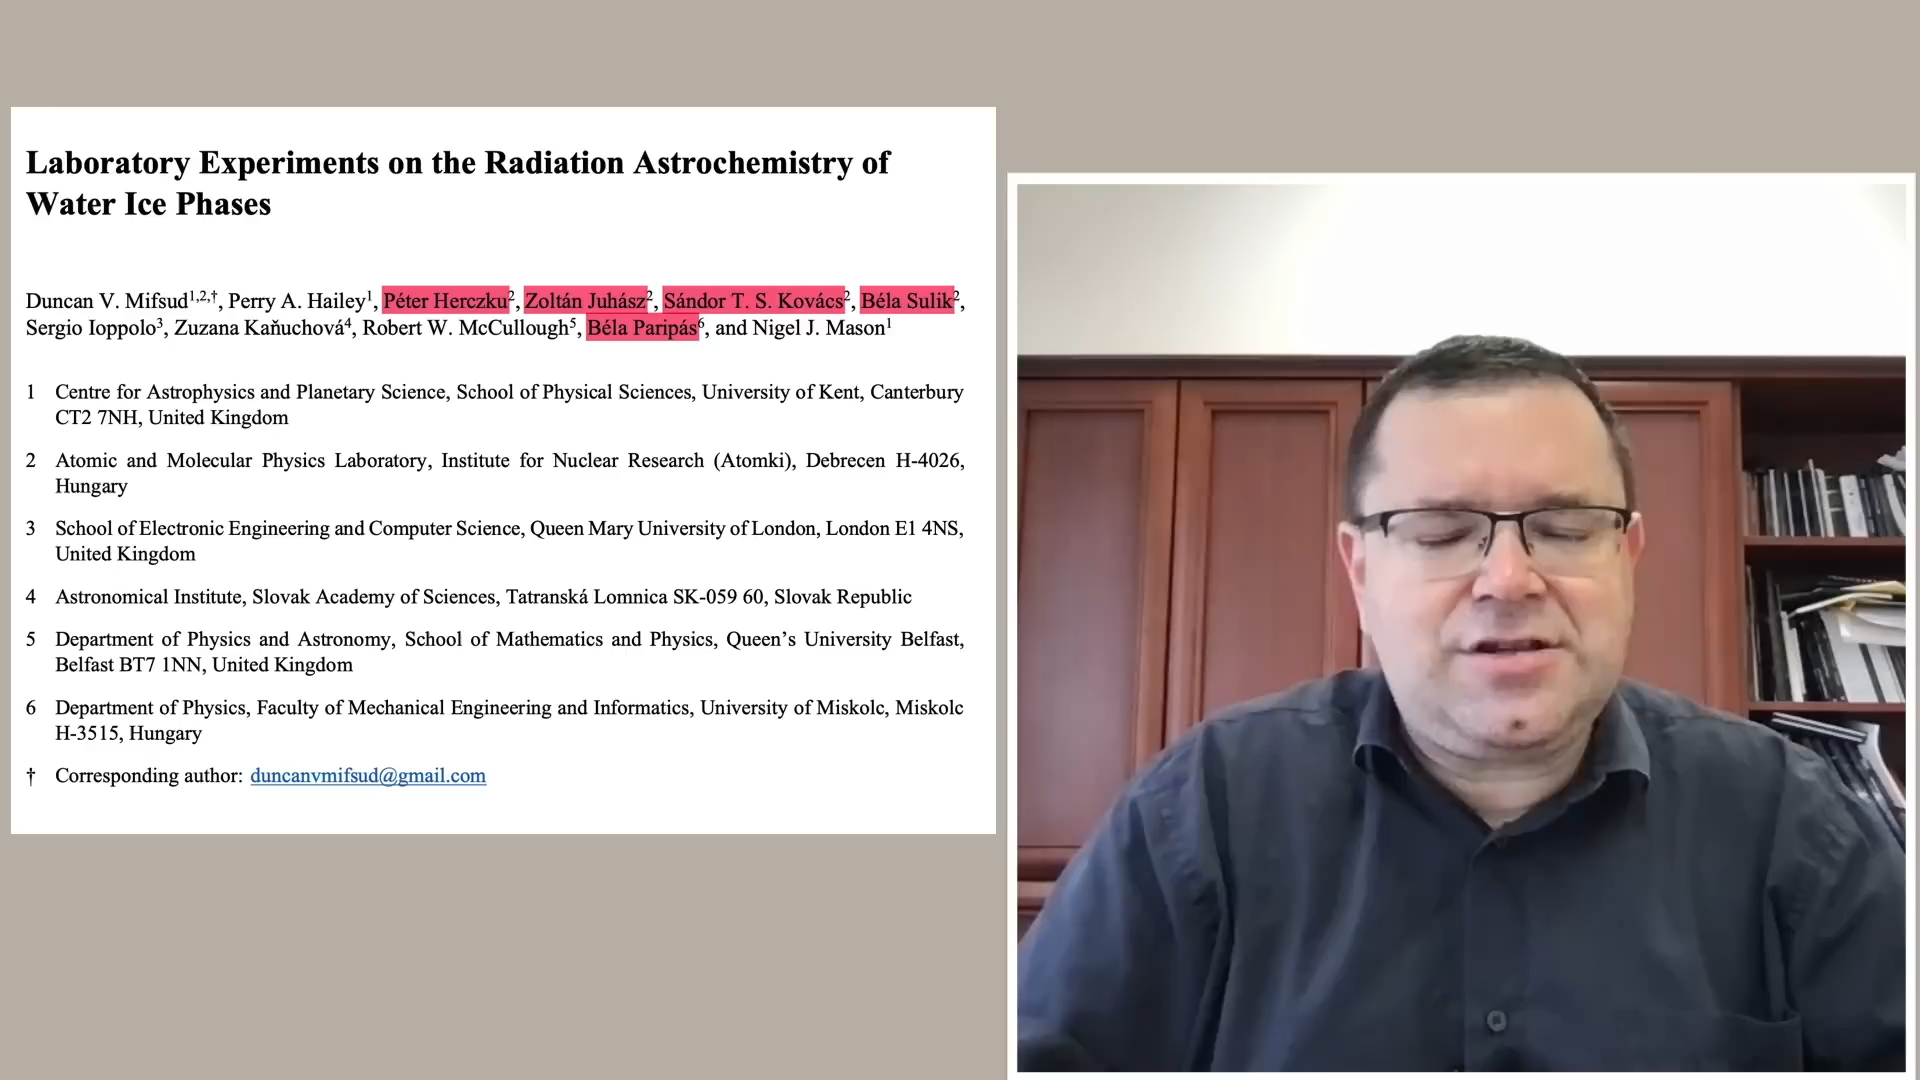 Laboratory Experiments on the Radiation Astrochemistry of
Water Ice Phases
Duncan V. Mifsud1,2,†, Perry A. Hailey1, Péter Herczku2, Zoltán Juhász2, Sándor T. S. Kovács2, Béla Sulik2,
Sergio Ioppolo3, Zuzana Kaňuchová4, Robert W. McCullough5, Béla Paripás6, and Nigel J. Mason1
1 Centre for Astrophysics and Planetary Science, School of Physical Sciences, University of Kent, Canterbury
CT2 7NH, United Kingdom
2 Atomic and Molecular Physics Laboratory, Institute for Nuclear Research (Atomki), Debrecen H-4026,
Hungary
3 School of Electronic Engineering and Computer Science, Queen Mary University of London, London E1 4NS,
United Kingdom
4 Astronomical Institute, Slovak Academy of Sciences, Tatranská Lomnica SK-059 60, Slovak Republic
5 Department of Physics and Astronomy, School of Mathematics and Physics, Queen’s University Belfast,
Belfast BT7 1NN, United Kingdom
6 Department of Physics, Faculty of Mechanical Engineering and Informatics, University of Miskolc, Miskolc
H-3515, Hungary
† Corresponding author: duncanvmifsud@gmail.com